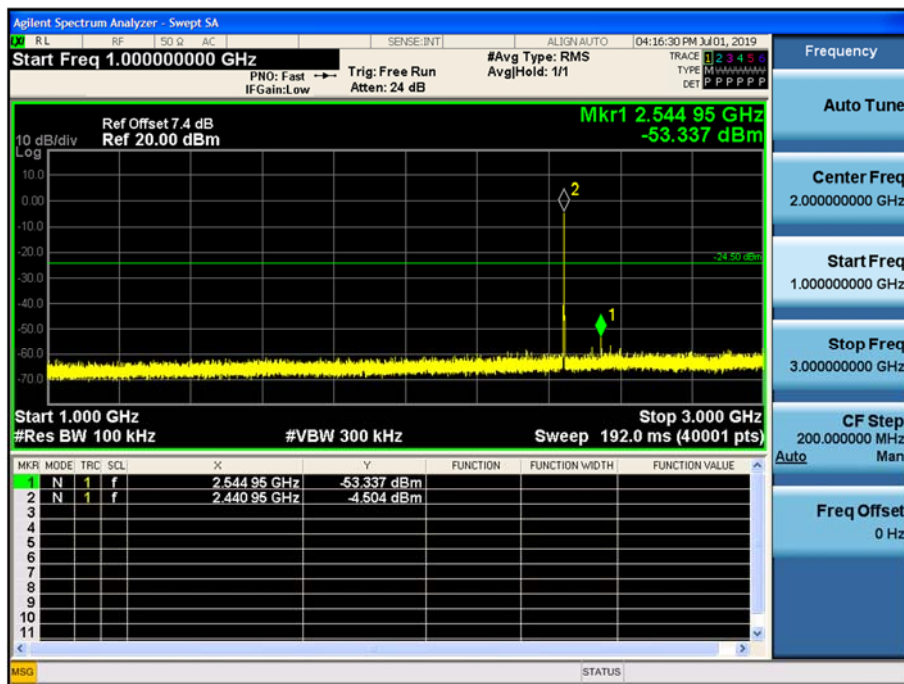 Agilent Spectrum Analyzer - Swept SA
LXI RL RF 50 Ω AC SENSE:INT ALIGNAUTO 04:16:30 PM Jul 01, 2019
Start Freq 1.000000000 GHz
PNO: Fast
IFGain:Low
Trig: Free Run
Atten: 24 dB
#Avg Type: RMS
Avg|Hold: 1/1
TRACE 1 2 3 4 5 6
TYPE M W W W W W
DET P P P P P P
Ref Offset 7.4 dB
10 dB/div Ref 20.00 dBm
Log
Mkr1 2.544 95 GHz
-53.337 dBm
10.0
0.00
-10.0
-20.0
-30.0
-40.0
-50.0
-60.0
-70.0
2
-24.50 dBm
1
Start 1.000 GHz Stop 3.000 GHz
#Res BW 100 kHz #VBW 300 kHz Sweep 192.0 ms (40001 pts)
MKR MODE TRC SCL X Y FUNCTION FUNCTION WIDTH FUNCTION VALUE
1 N 1 f 2.544 95 GHz -53.337 dBm
2 N 1 f 2.440 95 GHz -4.504 dBm
3
4
5
6
7
8
9
10
11
MSG STATUS
Frequency
Auto Tune
Center Freq
2.000000000 GHz
Start Freq
1.000000000 GHz
Stop Freq
3.000000000 GHz
CF Step
200.000000 MHz
Auto Man
Freq Offset
0 Hz